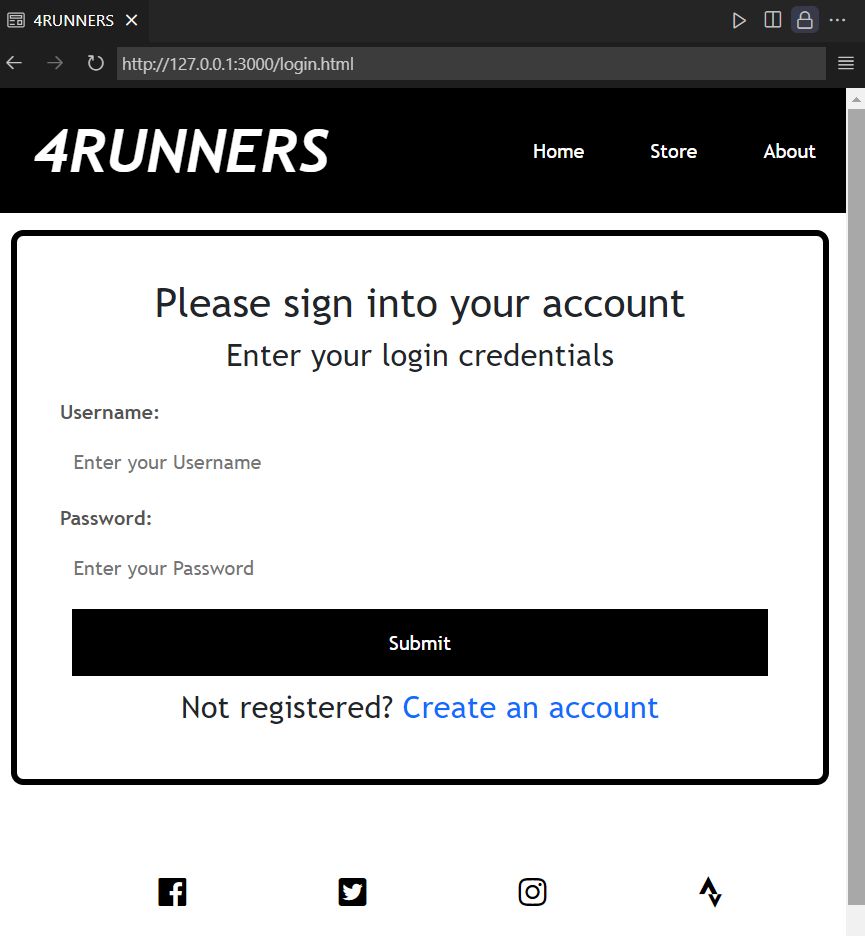 4RUNNERS
http://127.0.0.1:3000/login.html
4RUNNERS
Home Store About
Please sign into your account
Enter your login credentials
Username:
Enter your Username
Password:
Enter your Password
Submit
Not registered? Create an account